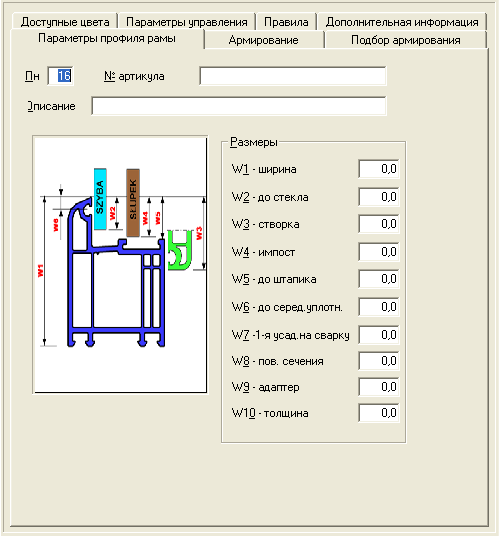 Доступные цвета Параметры управления Правила Дополнительная информация
Параметры профиля рамы Армирование Подбор армирования
Пн 16 № артикула
Описание
Размеры
W1 - ширина 0,0
W2 - до стекла 0,0
W3 - створка 0,0
W4 - импост 0,0
W5 - до штапика 0,0
W6 - до серед.уплотн. 0,0
W7 -1-я усад.на сварку 0,0
W8 - пов. сечения 0,0
W9 - адаптер 0,0
W10 - толщина 0,0
SZYBA
SŁUPEK
W6
W2
W4
W5
W3
W1